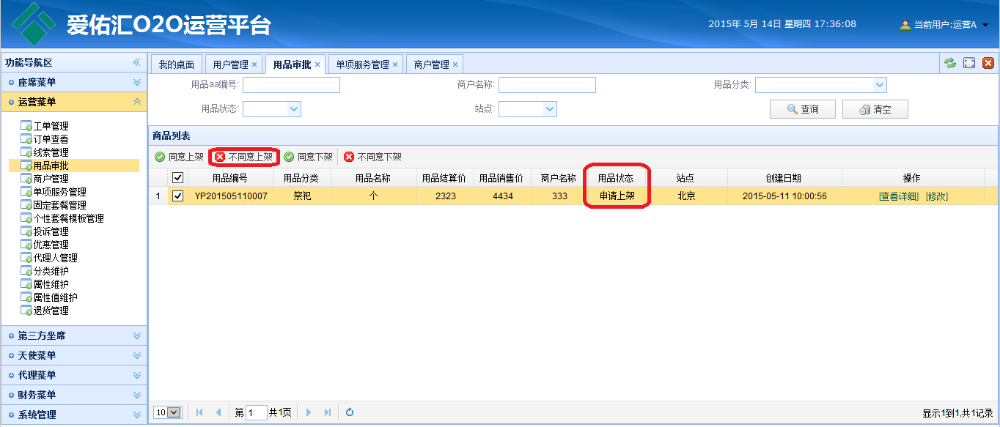 爱佑汇O2O运营平台
2015年 5月 14日 星期四 17:36:08
当前用户:运营A
功能导航区
座席菜单
运营菜单
工单管理
订单查看
线索管理
用品审批
商户管理
单项服务管理
固定套餐管理
个性套餐模板管理
投诉管理
优惠管理
代理人管理
分类维护
属性维护
属性值维护
退货管理
第三方坐席
天使菜单
代理菜单
财务菜单
系统管理
我的桌面 用户管理 × 用品审批 × 单项服务管理 × 商户管理 ×
用品aa编号: 商户名称: 用品分类:
用品状态: 站点: 查询 清空
商品列表
同意上架 不同意上架 同意下架 不同意下架
用品编号 用品分类 用品名称 用品结算价 用品销售价 商户名称 用品状态 站点 创建日期 操作
1 YP201505110007 祭祀 个 2323 4434 333 申请上架 北京 2015-05-11 10:00:56 [查看详细] [修改]
10 第 1 共1页 显示1到1,共1记录